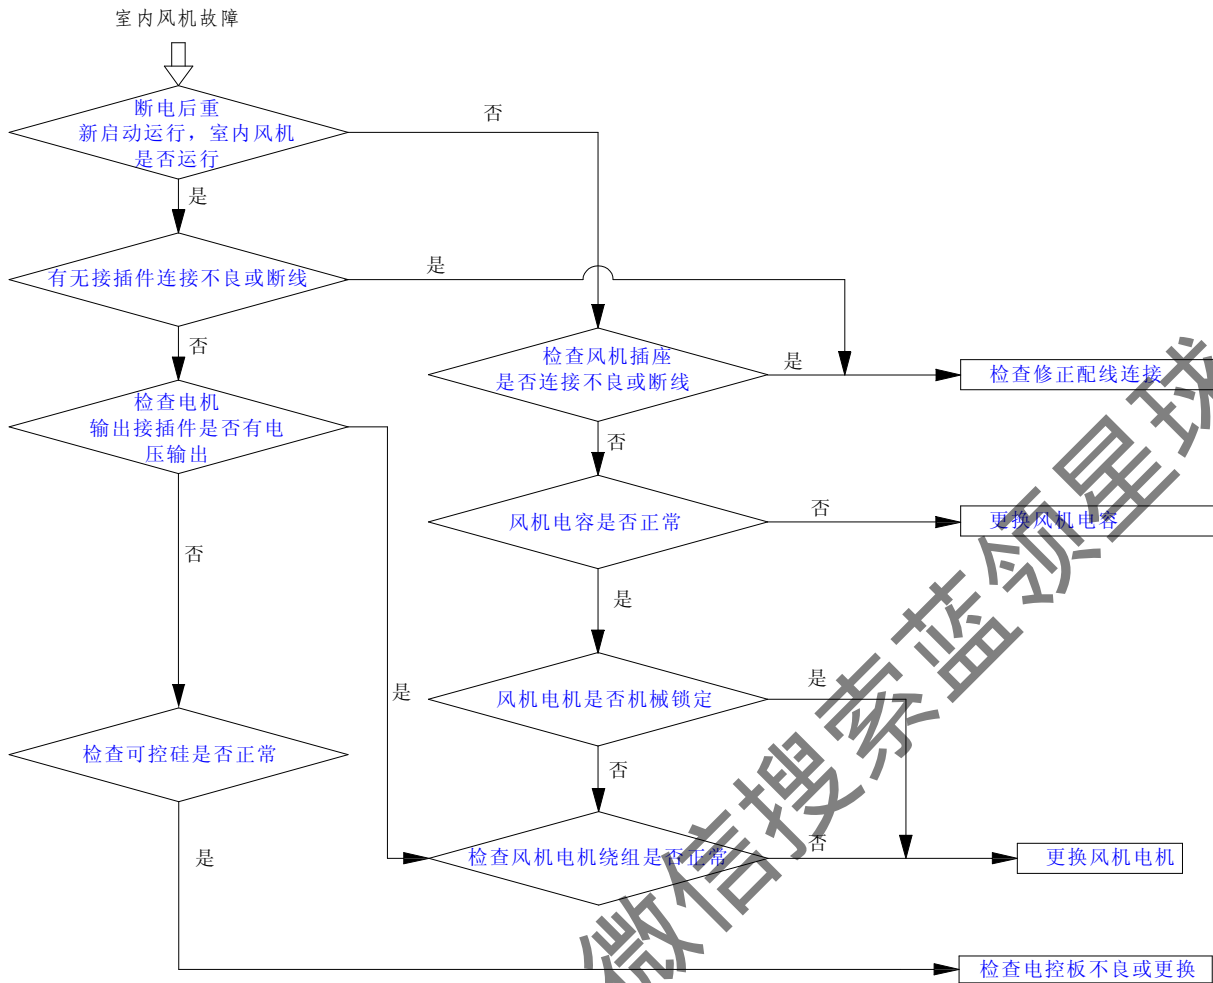 室内风机故障
断电后重
新启动运行，室内风机
是否运行
否
是
有无接插件连接不良或断线
是
否
检查风机插座
是否连接不良或断线
是
检查修正配线连接
检查电机
输出接插件是否有电
压输出
否
风机电容是否正常
否
更换风机电容
否
是
是
风机电机是否机械锁定
是
检查可控硅是否正常
否
检查风机电机绕组是否正常
否
更换风机电机
是
检查电控板不良或更换
微信搜索蓝领星球